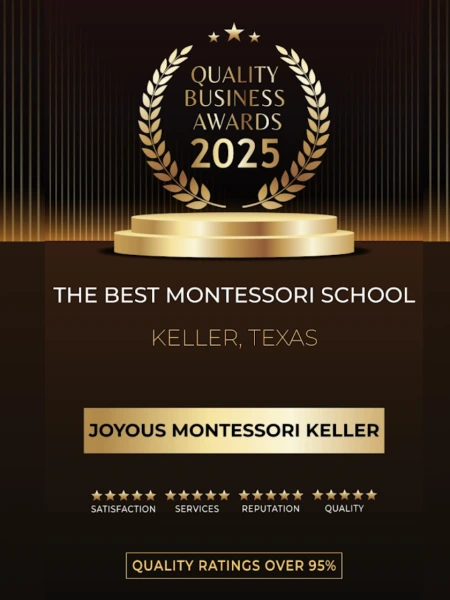 QUALITY
BUSINESS
AWARDS
2025
THE BEST MONTESSORI SCHOOL
KELLER, TEXAS
JOYOUS MONTESSORI KELLER
SATISFACTION SERVICES REPUTATION QUALITY
QUALITY RATINGS OVER 95%